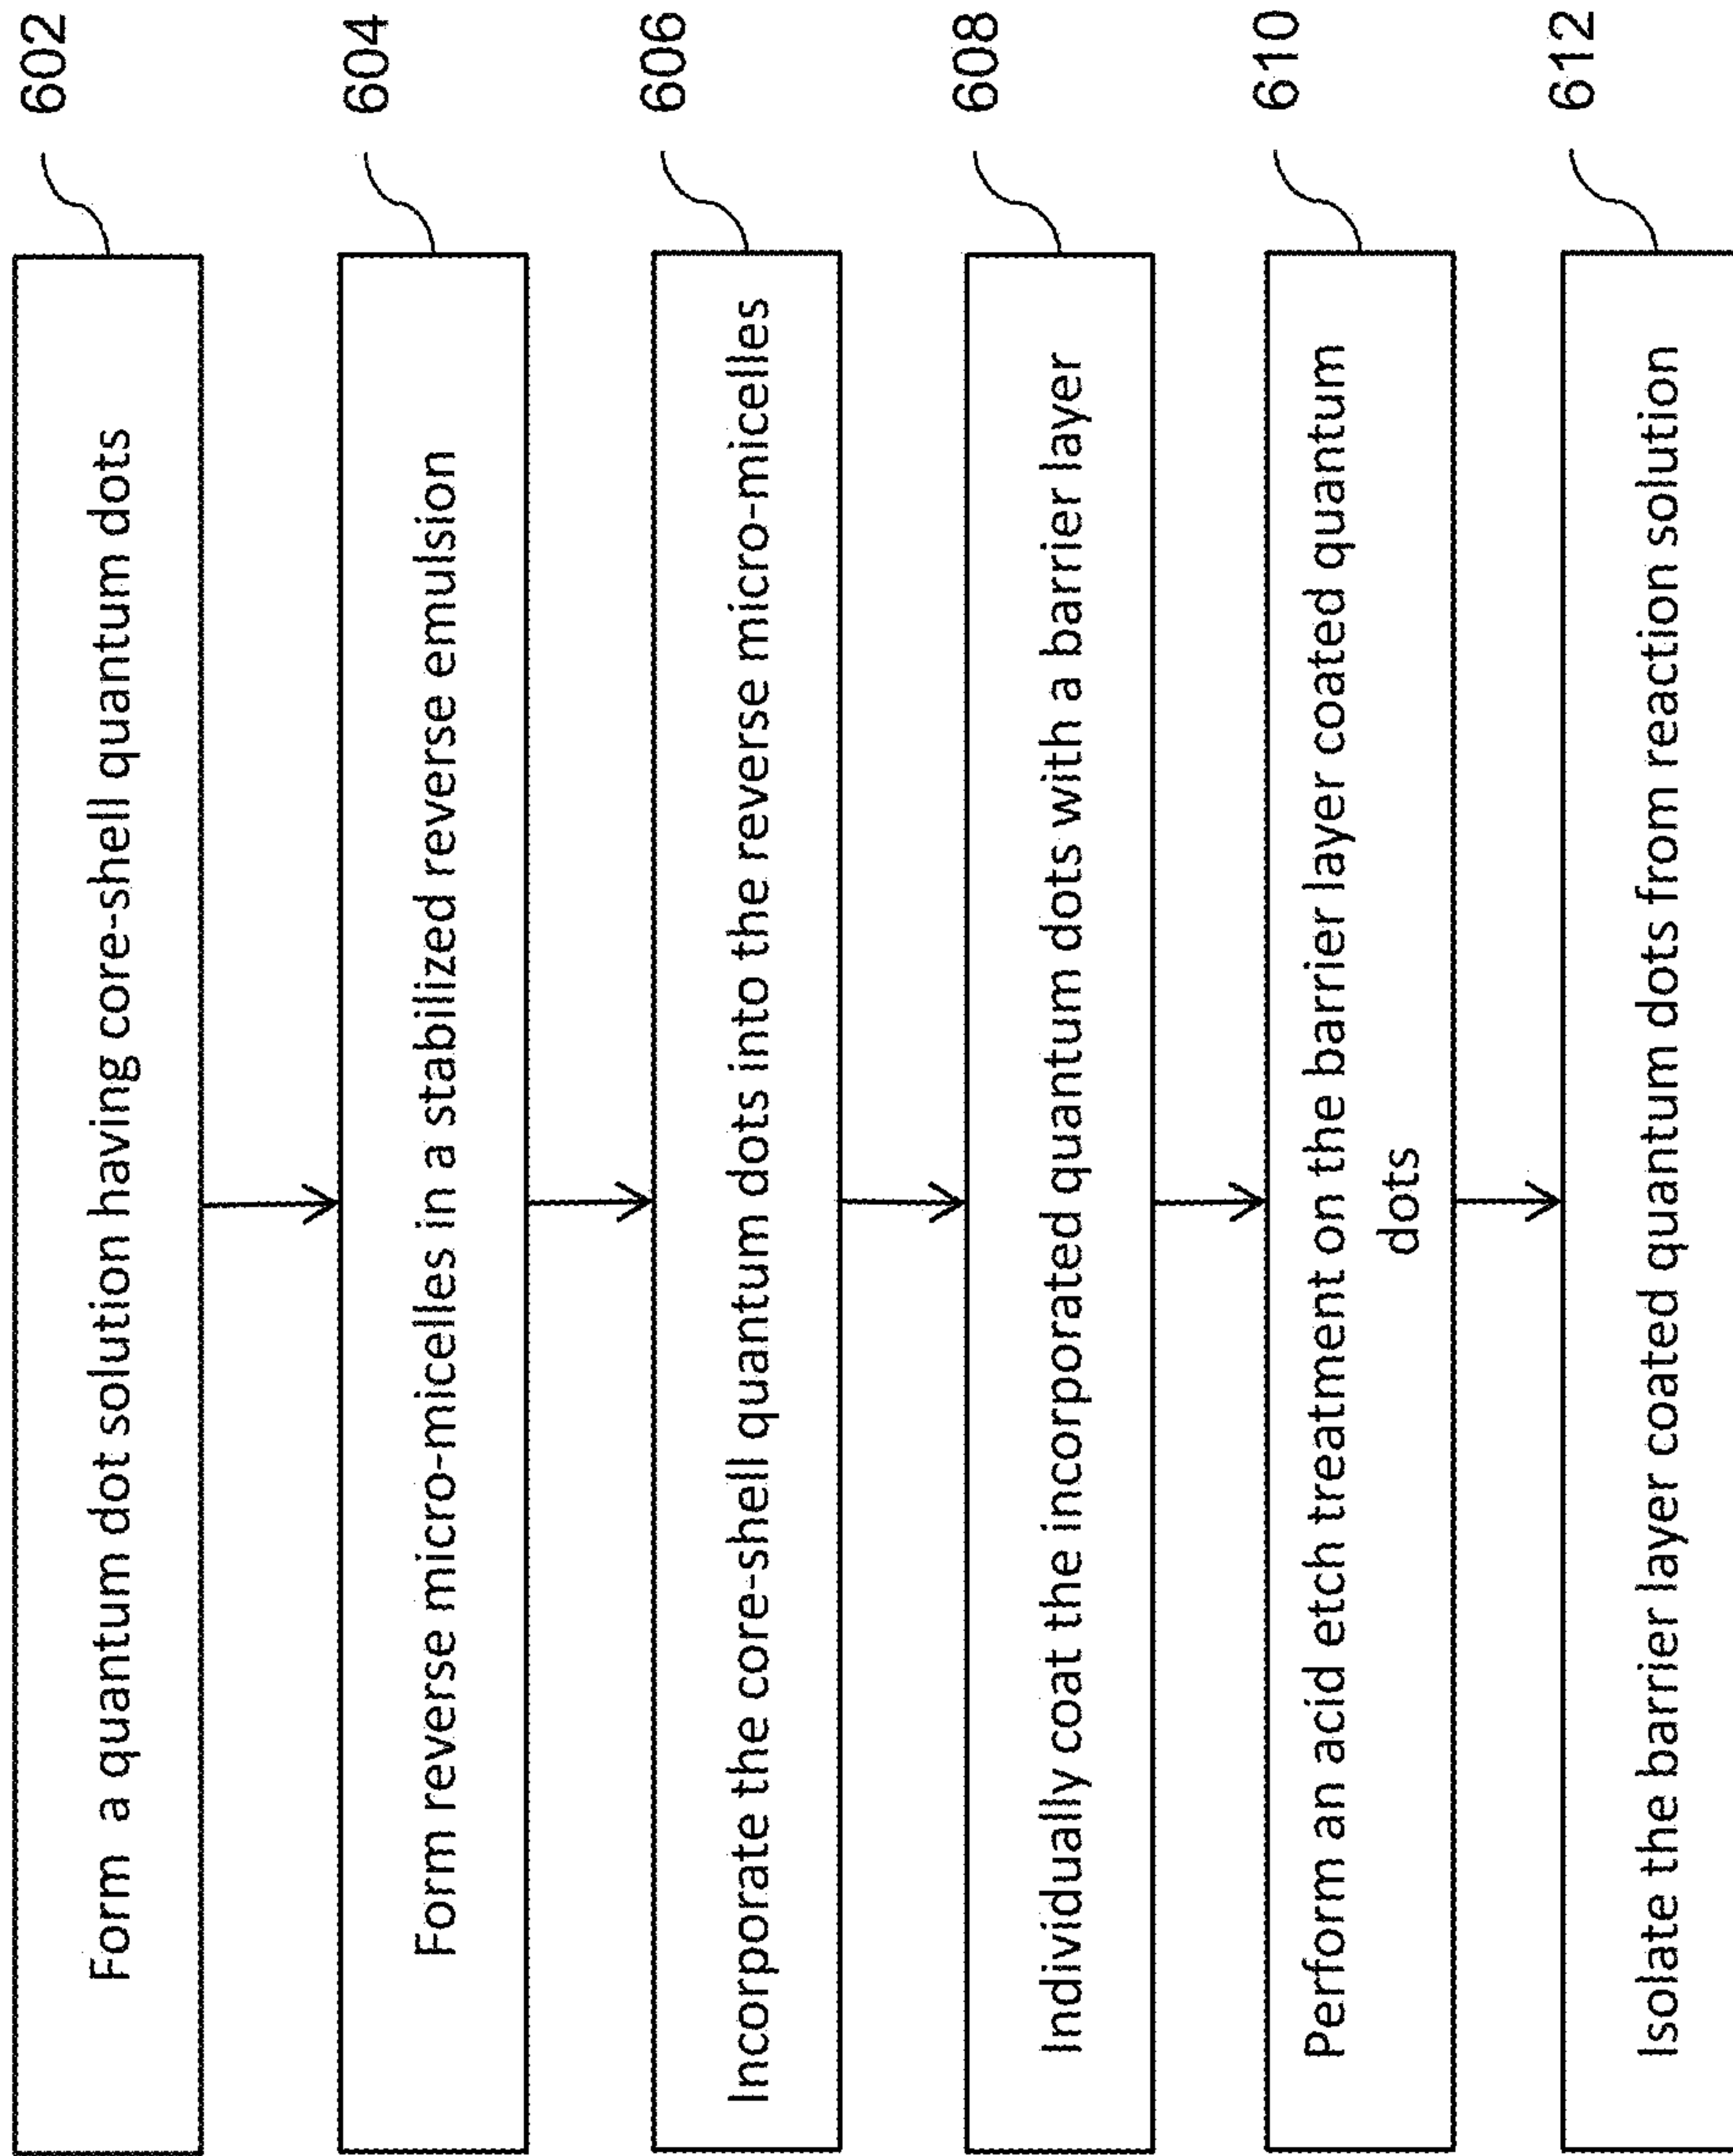 602
Form a quantum dot solution having core-shell quantum dots
604
Form reverse micro-micelles in a stabilized reverse emulsion
606
Incorporate the core-shell quantum dots into the reverse micro-micelles
608
Individually coat the incorporated quantum dots with a barrier layer
610
Perform an acid etch treatment on the barrier layer coated quantum
dots
612
Isolate the barrier layer coated quantum dots from reaction solution